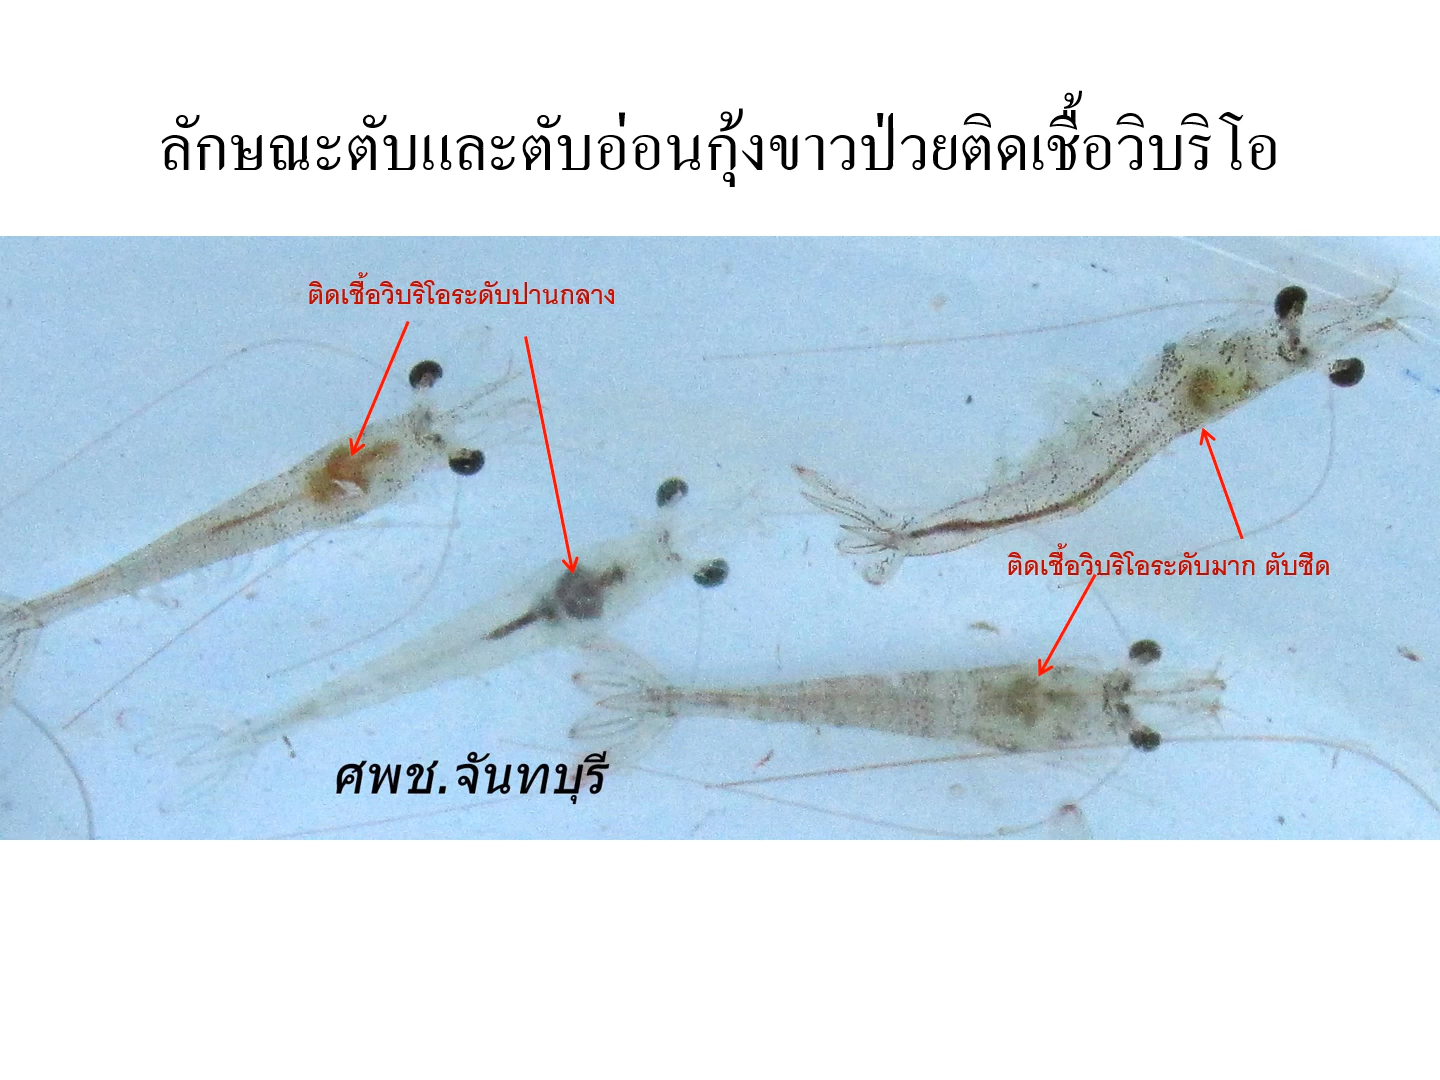 ลักษณะตับและตับอ่อนกุ้งขาวป่วยติดเชื้อวิบริโอ
ติดเชื้อวิบริโอระดับปานกลาง
ติดเชื้อวิบริโอระดับมาก ตับซีด
ศพช.จันทบุรี